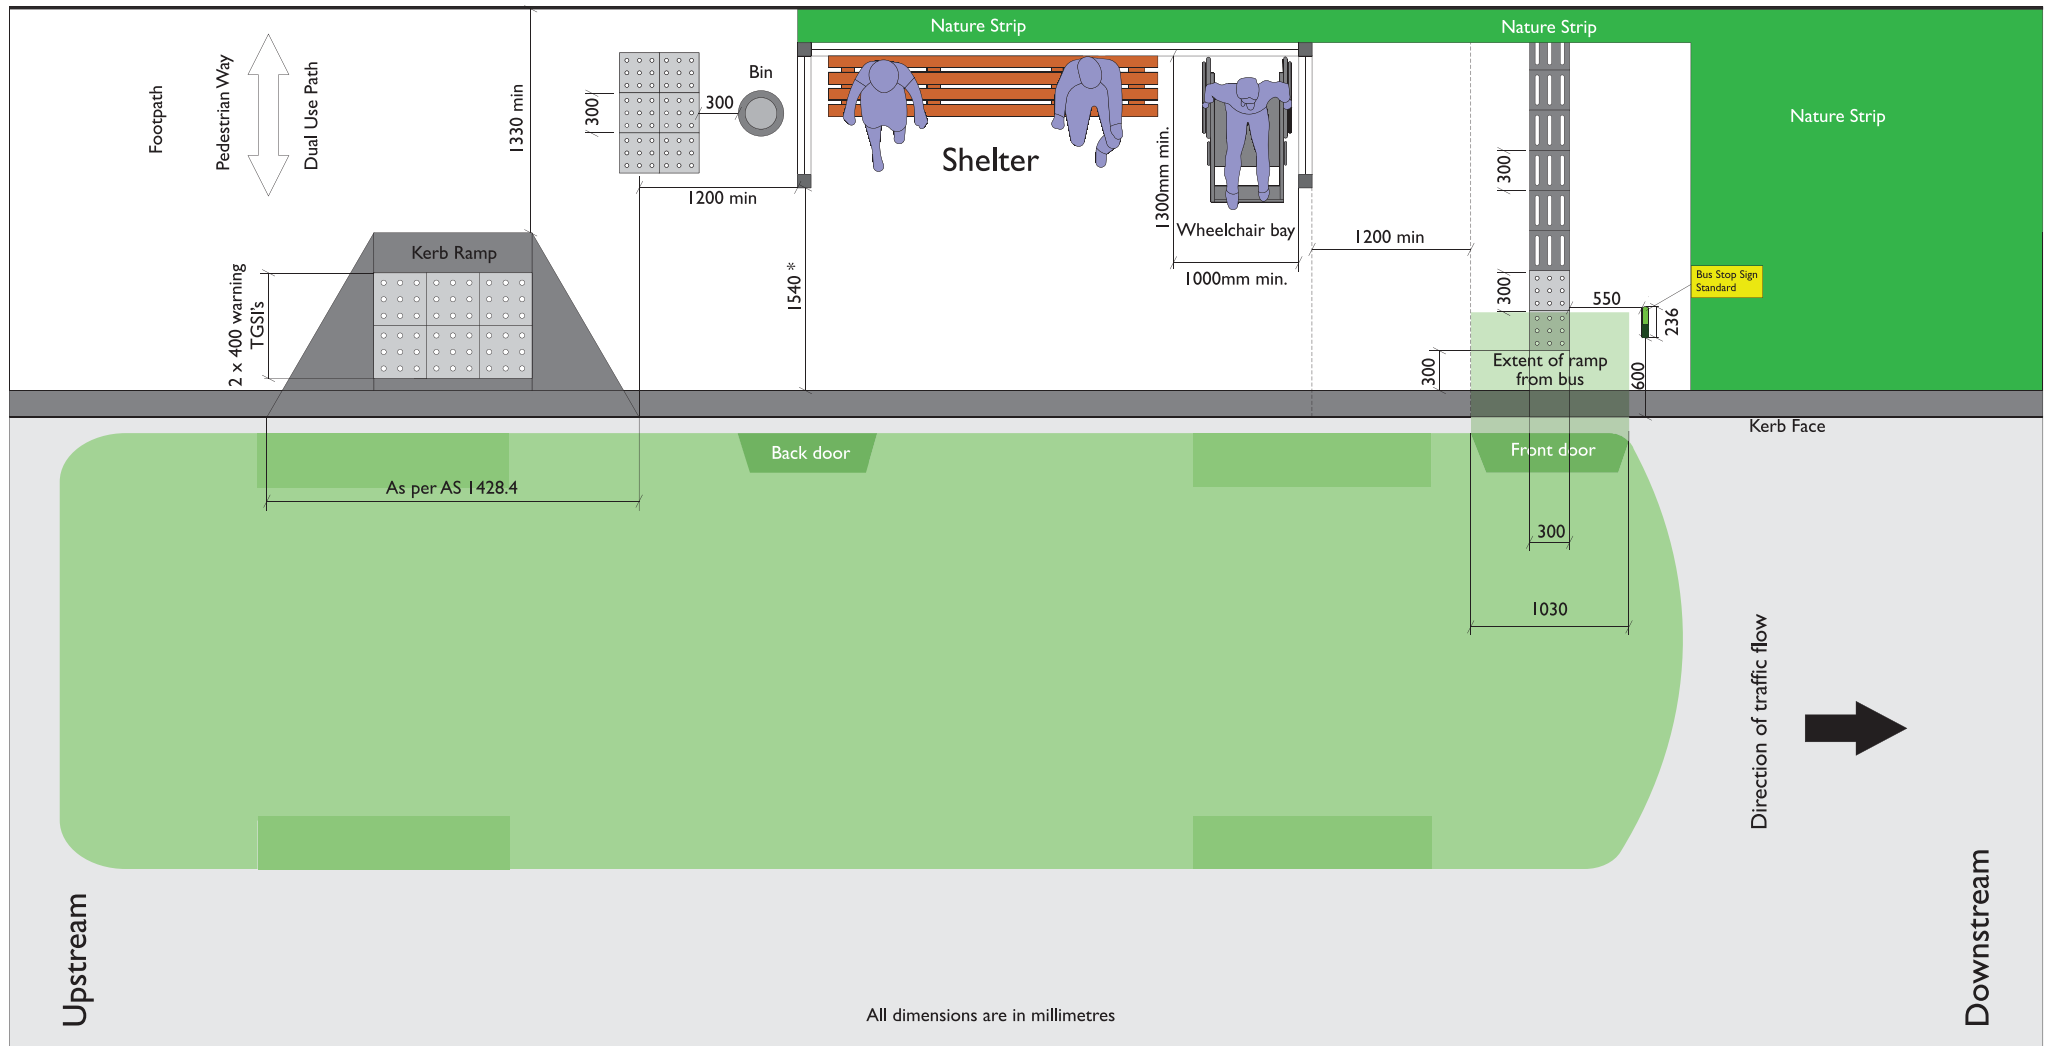 Nature Strip
Nature Strip
Nature Strip
Footpath
Pedestrian Way
Dual Use Path
1330 min
300
300
Bin
1200 min
Shelter
1300mm min.
Wheelchair bay
1000mm min.
1200 min
1540 *
300
300
550
Bus Stop Sign
Standard
236
600
300
Extent of ramp
from bus
Kerb Ramp
2 x 400 warning
TGSI's
Kerb Face
Back door
Front door
As per AS 1428.4
300
1030
Direction of traffic flow
Upstream
Downstream
All dimensions are in millimetres